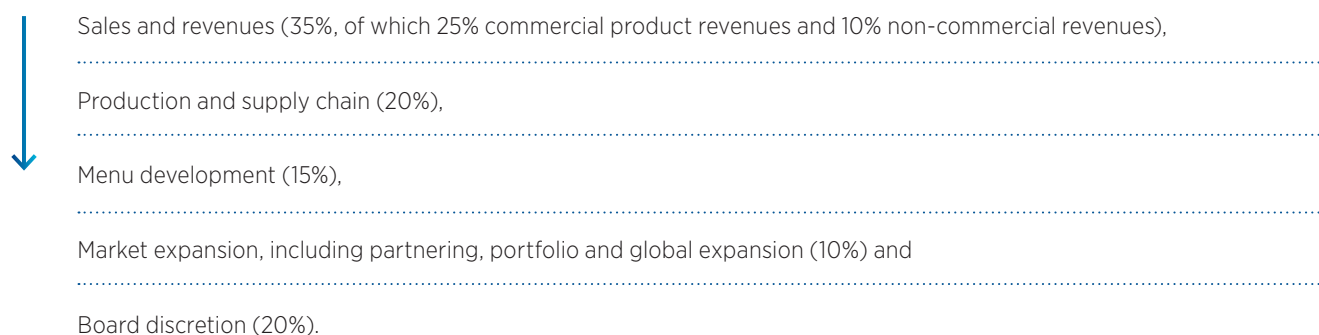 Sales and revenues (35%, of which 25% commercial product revenues and 10% non-commercial revenues),
Production and supply chain (20%),
Menu development (15%),
Market expansion, including partnering, portfolio and global expansion (10%) and
Board discretion (20%).